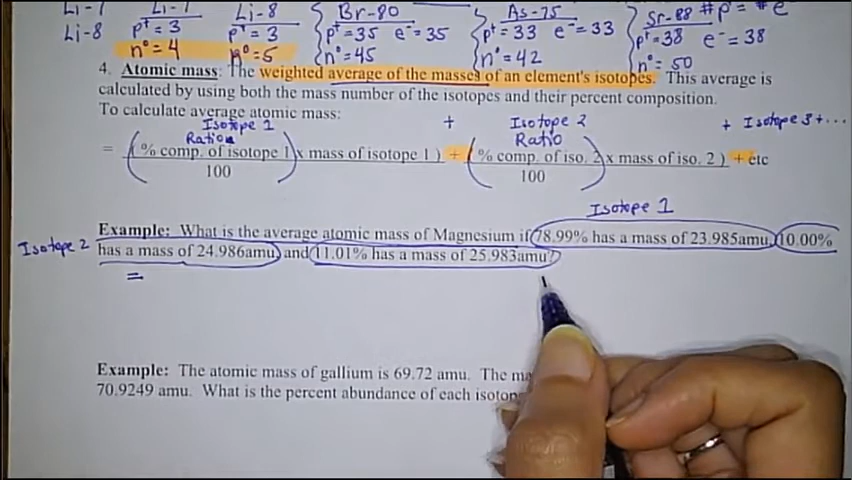 Li-7 Li-7 Li-8 Br-80 As-75 Sr-88 #p = #e-
Li-8 p+ = 3 p+ = 3 p+ = 35 e- = 35 p+ = 33 e- = 33 p+ = 38 e- = 38
n° = 4 n° = 5 n° = 45 n° = 42 n° = 50
4. Atomic mass: The weighted average of the masses of an element's isotopes. This average is
calculated by using both the mass number of the isotopes and their percent composition.
To calculate average atomic mass:
Isotope 1 + Isotope 2 + Isotope 3 + ...
Ratio Ratio
= ( % comp. of isotope 1 x mass of isotope 1 ) + ( % comp. of iso. 2 x mass of iso. 2 ) + etc
100 100
Isotope 1
Example: What is the average atomic mass of Magnesium if 78.99% has a mass of 23.985amu, 10.00%
Isotope 2 has a mass of 24.986amu, and 11.01% has a mass of 25.983amu?
=
Example: The atomic mass of gallium is 69.72 amu. The
70.9249 amu. What is the percent abundance of each